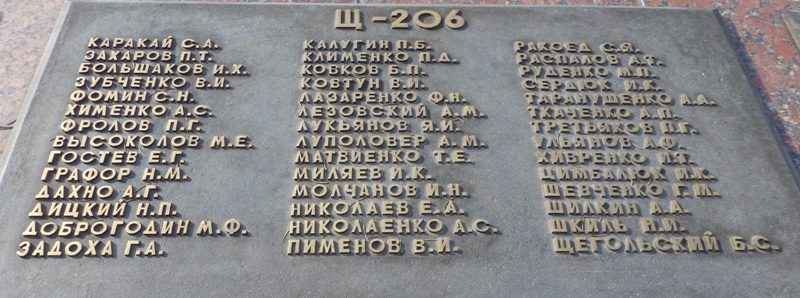 Щ-206
КАРАКАЙ С.А.
ЗАХАРОВ П.Т.
БОЛЬШАКОВ И.Х.
ЗУБЧЕНКО В.И.
ФОМИН С.Н.
ХИМЕНКО А.С.
ФРОЛОВ П.Г.
ВЫСОКОЛОВ М.Е.
ГОСТЕВ Е.Г.
ГРАФОР Н.М.
ДАХНО А.Г.
ДИЦКИЙ Н.П.
ДОБРОГОДИН М.Ф.
ЗАДОХА Г.А.
КАЛУГИН П.Б.
КЛИМЕНКО П.Д.
КОВКОВ Б.П.
КОВТУН В.И.
ЛАЗАРЕНКО Ф.Н.
ЛЕЗОВСКИЙ А.М.
ЛУКЬЯНОВ Я.И.
ЛУПОЛОВЕР А.М.
МАТВИЕНКО Т.Е.
МИЛЯЕВ И.К.
МОЛЧАНОВ И.Н.
НИКОЛАЕВ Е.А.
НИКОЛАЕНКО А.С.
ПИМЕНОВ В.И.
РАКОЕД С.Я.
РАСПАЛОВ А.Т.
РУДЕНКО М.П.
СЕРДЮК И.К.
ТАРАНУШЕНКО А.А.
ТКАЧЕНКО А.П.
ТРЕТЬЯКОВ П.Г.
УЛЬЯНОВ А.Ф.
ХИВРЕНКО И.Т.
ЦИМБАЛЮК И.К.
ШЕВЧЕНКО Г.М.
ШИЛКИН А.А.
ШКИЛЬ Н.И.
ЩЕГОЛЬСКИЙ Б.С.